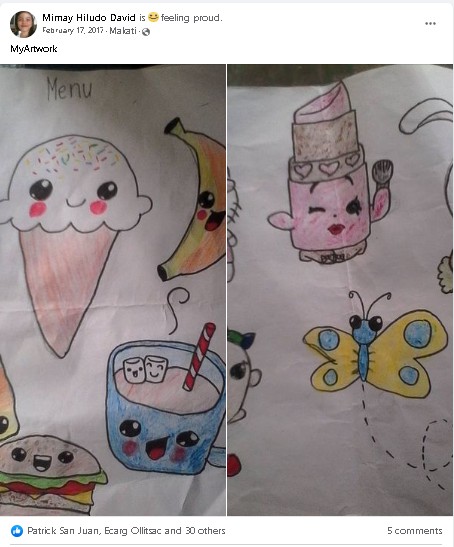 Mimay Hiludo David is feeling proud.
February 17, 2017 · Makati ·
MyArtwork
Menu
Patrick San Juan, Ecarg Ollitsac and 30 others
5 comments